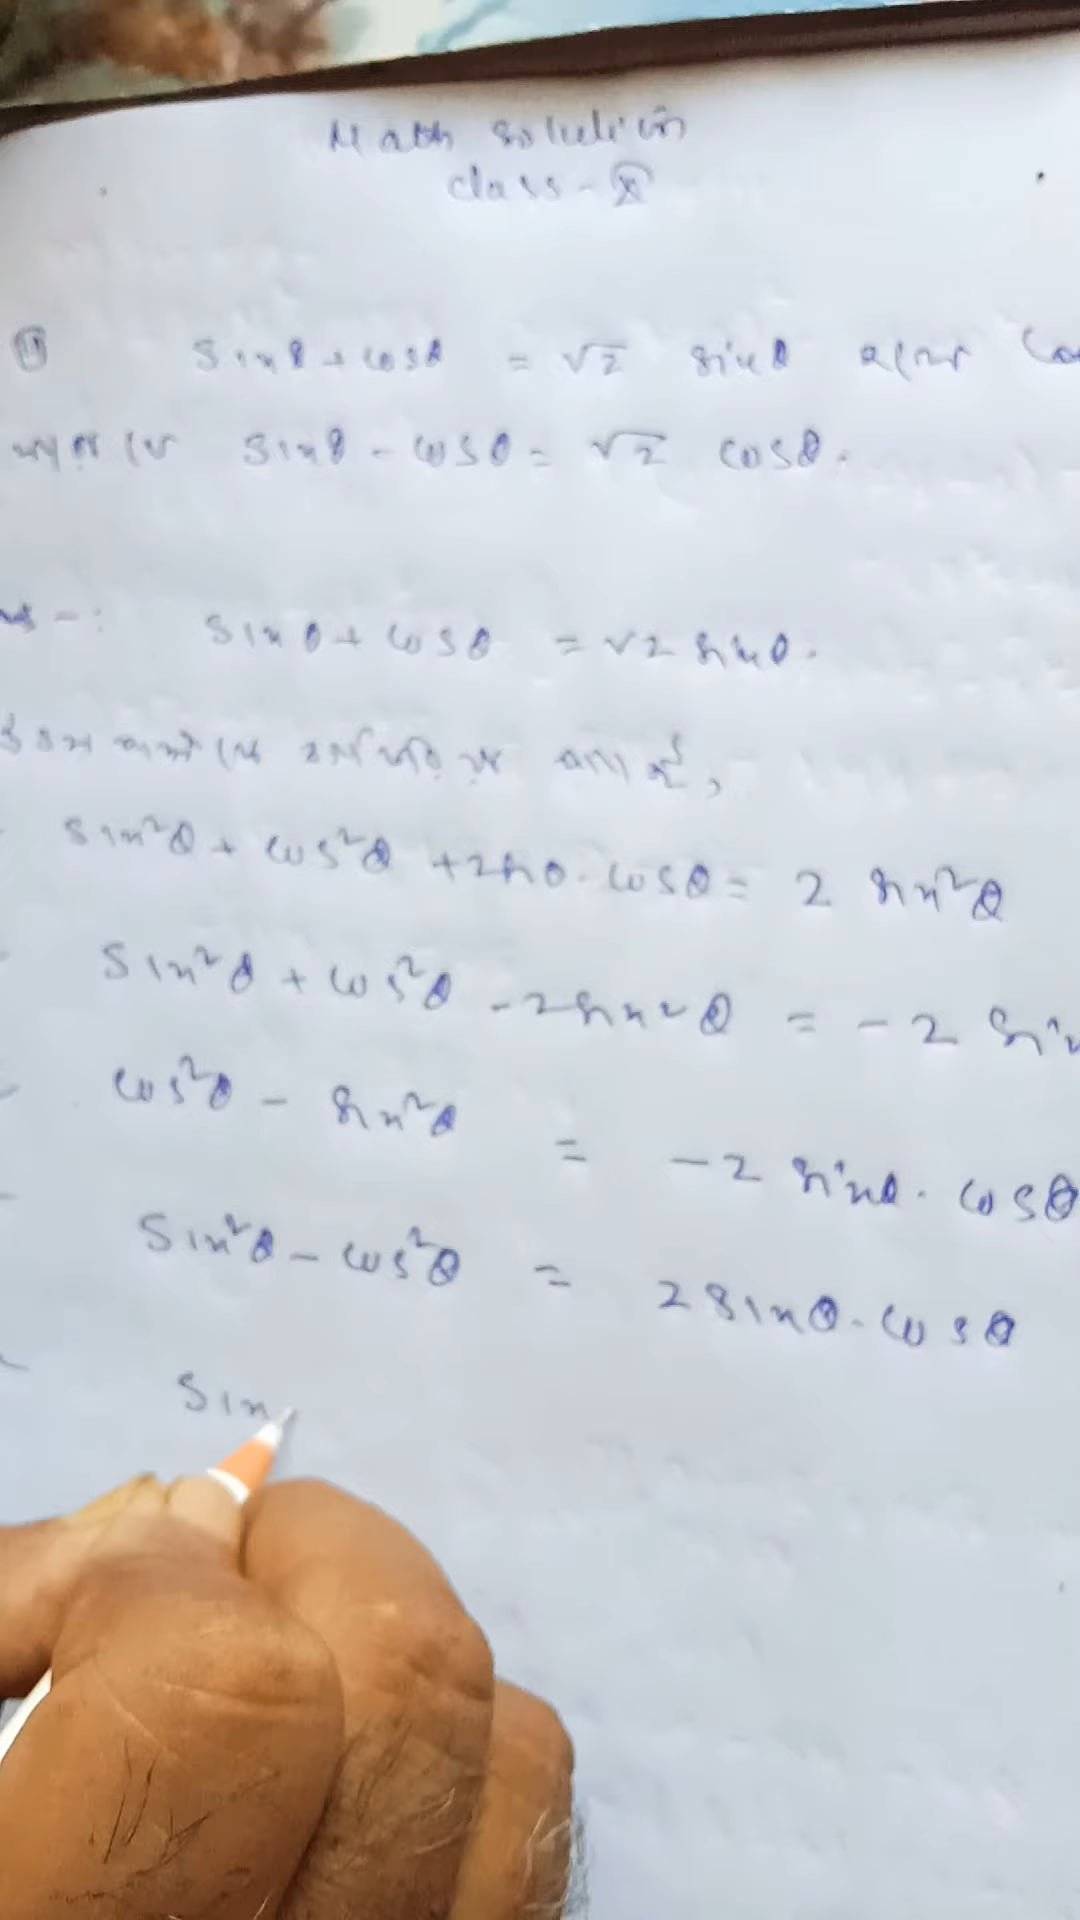 Math solution
class - X
sinθ + cosθ = √2 sinθ হলে
যে sinθ - cosθ = √2 cosθ.
sinθ + cosθ = √2 sinθ.
sin²θ + cos²θ + 2sinθ. cosθ = 2 sin²θ
sin²θ + cos²θ - 2sin²θ = - 2 sin
cos²θ - sin²θ = -2 sinθ. cosθ
sin²θ - cos²θ = 2sinθ. cosθ
sin